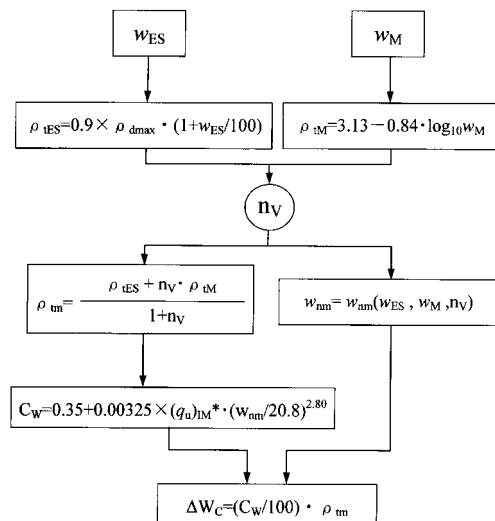 w_ES
w_M
ρ_tES=0.9× ρ_dmax・(1+w_ES/100)
ρ_tM=3.13−0.84・log₁₀w_M
n_V
ρ_tm= (ρ_tES + n_V・ρ_tM) / (1+n_V)
w_nm= w_nm(w_ES , w_M ,n_V)
C_W=0.35+0.00325×(q_u)_IM*・(w_nm/20.8)^2.80
ΔW_C=(C_W/100)・ρ_tm